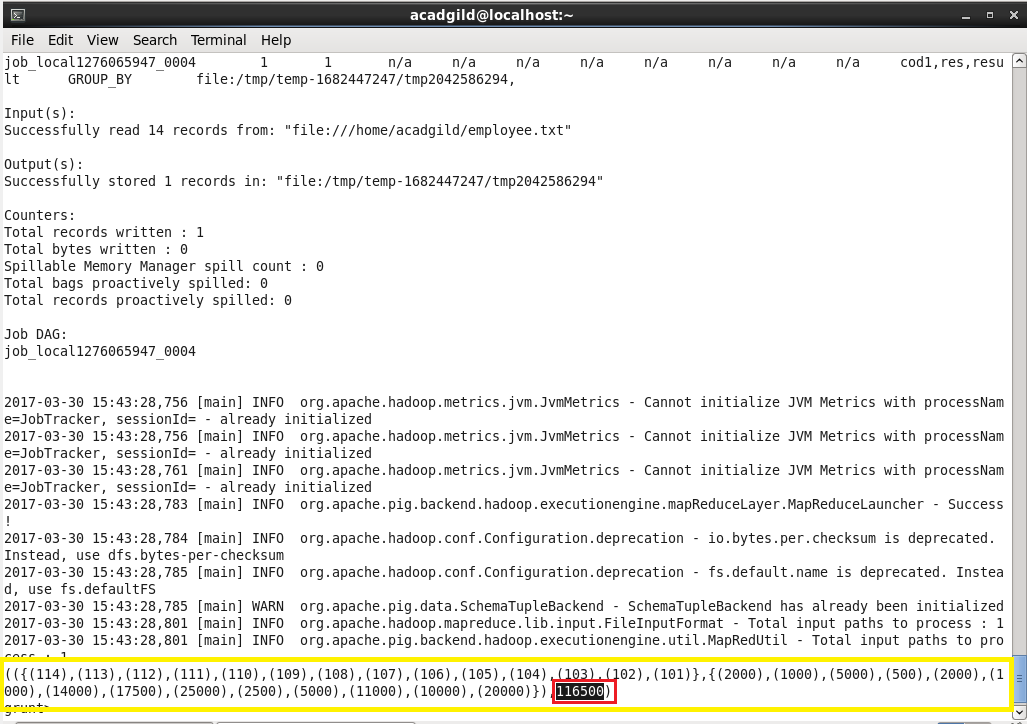 acadgild@localhost:~
File Edit View Search Terminal Help
job_local1276065947_0004 1 1 n/a n/a n/a n/a n/a n/a n/a n/a cod1,res,resu
lt GROUP_BY file:/tmp/temp-1682447247/tmp2042586294,
Input(s):
Successfully read 14 records from: "file:///home/acadgild/employee.txt"
Output(s):
Successfully stored 1 records in: "file:/tmp/temp-1682447247/tmp2042586294"
Counters:
Total records written : 1
Total bytes written : 0
Spillable Memory Manager spill count : 0
Total bags proactively spilled: 0
Total records proactively spilled: 0
Job DAG:
job_local1276065947_0004
2017-03-30 15:43:28,756 [main] INFO org.apache.hadoop.metrics.jvm.JvmMetrics - Cannot initialize JVM Metrics with processNam
e=JobTracker, sessionId= - already initialized
2017-03-30 15:43:28,756 [main] INFO org.apache.hadoop.metrics.jvm.JvmMetrics - Cannot initialize JVM Metrics with processNam
e=JobTracker, sessionId= - already initialized
2017-03-30 15:43:28,761 [main] INFO org.apache.hadoop.metrics.jvm.JvmMetrics - Cannot initialize JVM Metrics with processNam
e=JobTracker, sessionId= - already initialized
2017-03-30 15:43:28,783 [main] INFO org.apache.pig.backend.hadoop.executionengine.mapReduceLayer.MapReduceLauncher - Success
!
2017-03-30 15:43:28,784 [main] INFO org.apache.hadoop.conf.Configuration.deprecation - io.bytes.per.checksum is deprecated.
Instead, use dfs.bytes-per-checksum
2017-03-30 15:43:28,785 [main] INFO org.apache.hadoop.conf.Configuration.deprecation - fs.default.name is deprecated. Instea
d, use fs.defaultFS
2017-03-30 15:43:28,785 [main] WARN org.apache.pig.data.SchemaTupleBackend - SchemaTupleBackend has already been initialized
2017-03-30 15:43:28,801 [main] INFO org.apache.hadoop.mapreduce.lib.input.FileInputFormat - Total input paths to process : 1
2017-03-30 15:43:28,801 [main] INFO org.apache.pig.backend.hadoop.executionengine.util.MapRedUtil - Total input paths to pro
cess : 1
(({(114),(113),(112),(111),(110),(109),(108),(107),(106),(105),(104),(103),(102),(101)},{(2000),(1000),(5000),(500),(2000),(1
000),(14000),(17500),(25000),(2500),(5000),(11000),(10000),(20000)}),116500)
grunt>